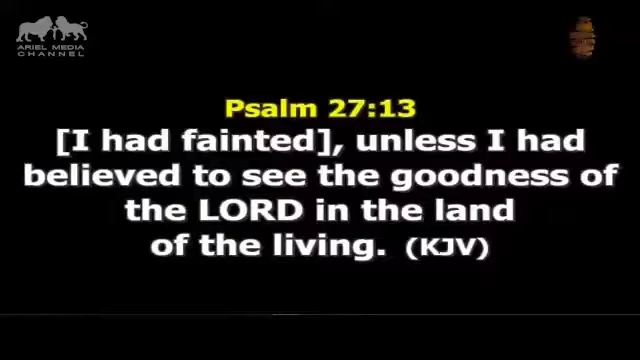 ARIEL MEDIA
CHANNEL
Psalm 27:13
[I had fainted], unless I had
believed to see the goodness of
the LORD in the land
of the living. (KJV)